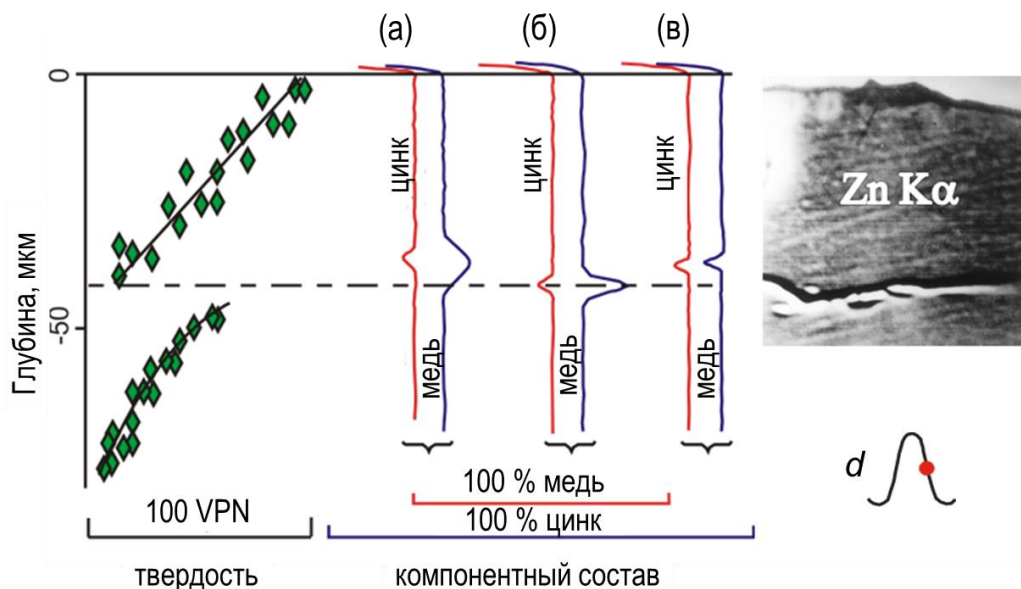 (а)
(б)
(в)
0
-50
Глубина, мкм
цинк
медь
цинк
медь
цинк
медь
Zn Kα
d
100 % медь
100 VPN
100 % цинк
твердость
компонентный состав